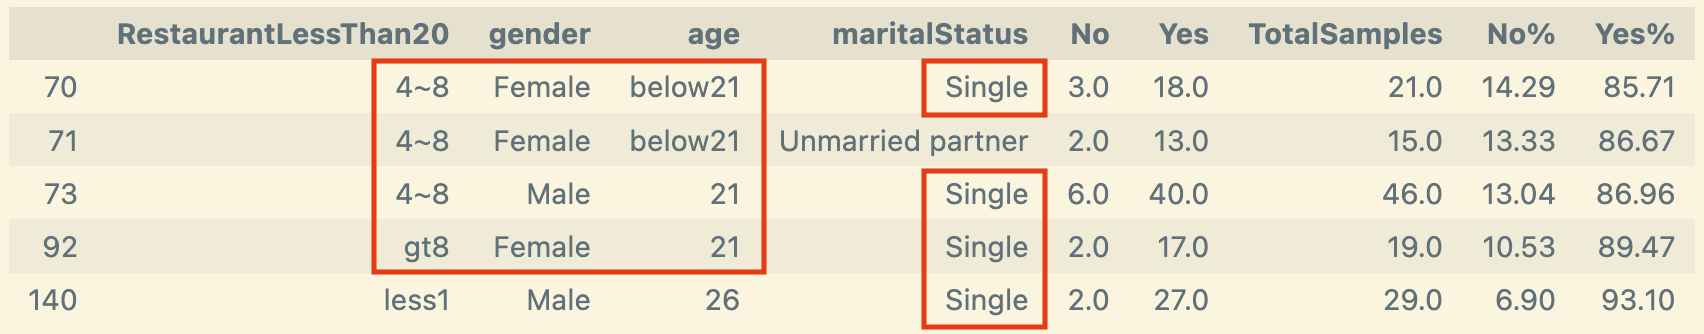 RestaurantLessThan20 gender age maritalStatus No Yes TotalSamples No% Yes%
70 4~8 Female below21 Single 3.0 18.0 21.0 14.29 85.71
71 4~8 Female below21 Unmarried partner 2.0 13.0 15.0 13.33 86.67
73 4~8 Male 21 Single 6.0 40.0 46.0 13.04 86.96
92 gt8 Female 21 Single 2.0 17.0 19.0 10.53 89.47
140 less1 Male 26 Single 2.0 27.0 29.0 6.90 93.10